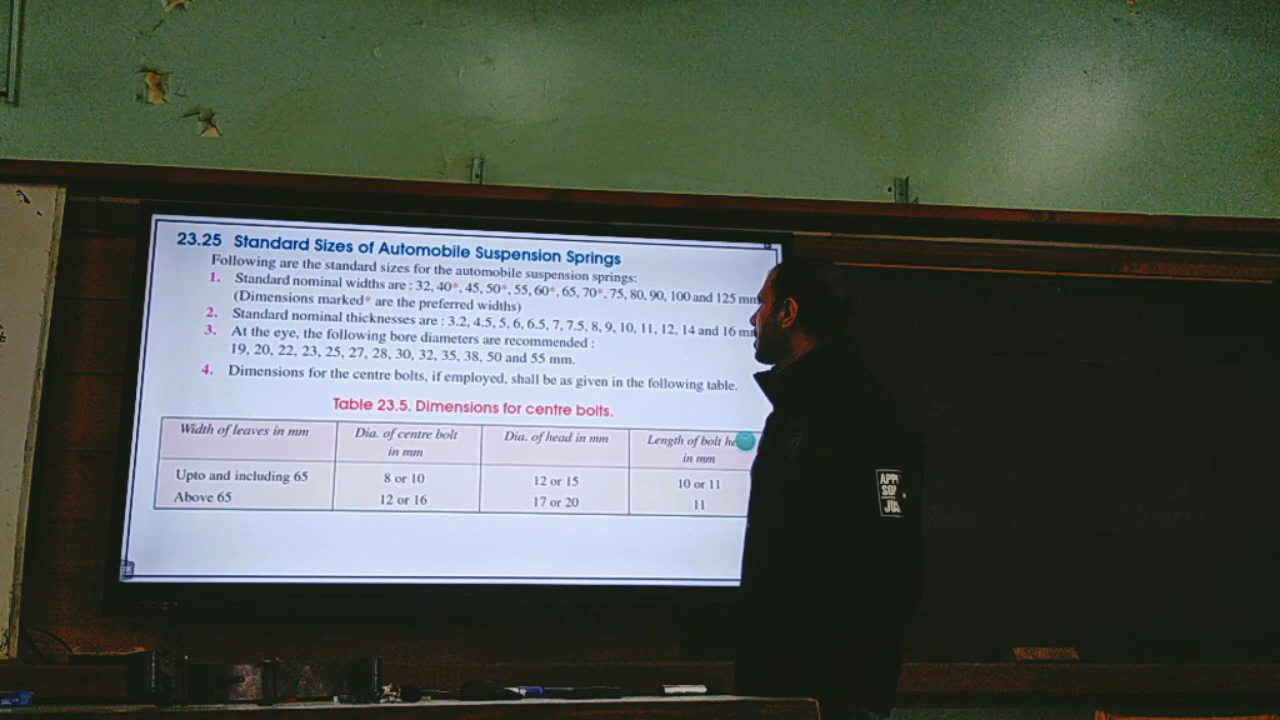 23.25 Standard Sizes of Automobile Suspension Springs
Following are the standard sizes for the automobile suspension springs:
1. Standard nominal widths are : 32, 40*, 45, 50*, 55, 60*, 65, 70*, 75, 80, 90, 100 and 125 mm
(Dimensions marked* are the preferred widths)
2. Standard nominal thicknesses are : 3.2, 4.5, 5, 6, 6.5, 7, 7.5, 8, 9, 10, 11, 12, 14 and 16
3. At the eye, the following bore diameters are recommended :
19, 20, 22, 23, 25, 27, 28, 30, 32, 35, 38, 50 and 55 mm.
4. Dimensions for the centre bolts, if employed, shall be as given in the following table.
Table 23.5. Dimensions for centre bolts.
Width of leaves in mm Dia. of centre bolt in mm Dia. of head in mm Length of bolt in mm
Upto and including 65 8 or 10 12 or 15 10 or 11
Above 65 12 or 16 17 or 20 11